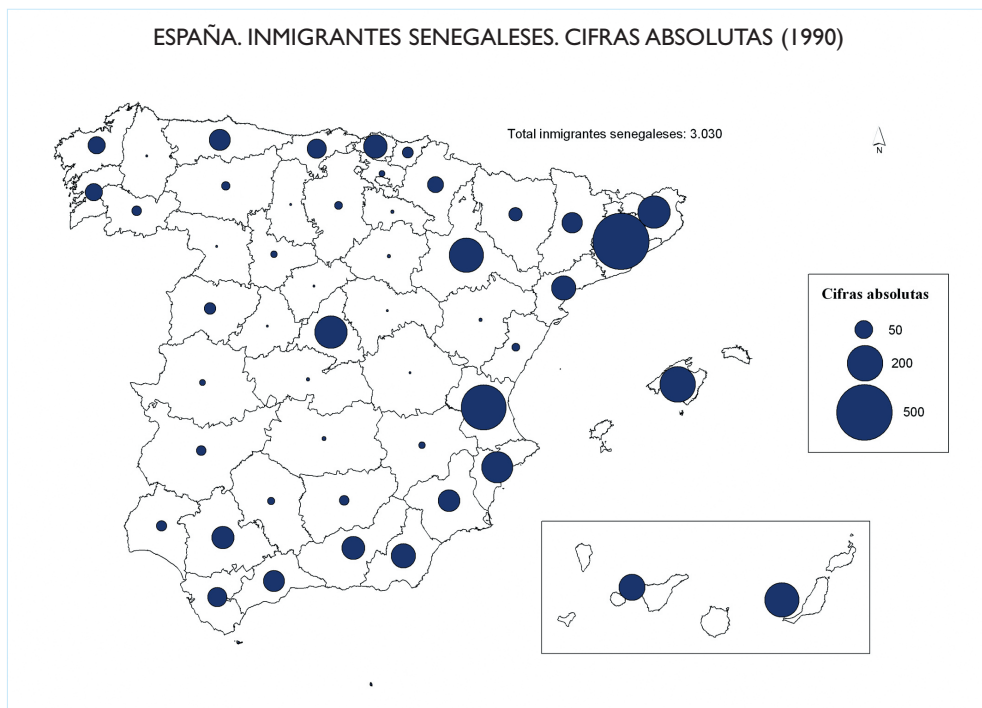 ESPAÑA. INMIGRANTES SENEGALESES. CIFRAS ABSOLUTAS (1990)
Total inmigrantes senegaleses: 3.030
N
Cifras absolutas
50
200
500